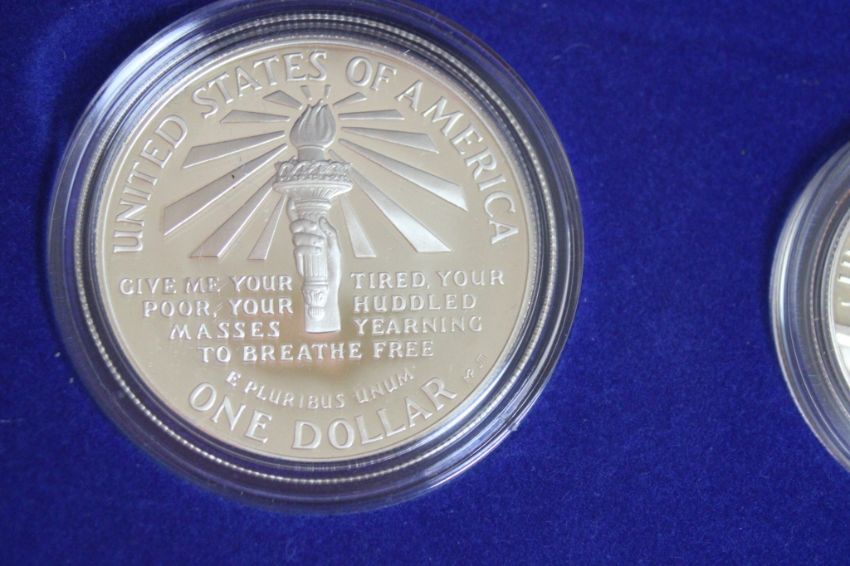 UNITED STATES OF AMERICA
GIVE ME YOUR TIRED, YOUR
POOR, YOUR HUDDLED
MASSES YEARNING
TO BREATHE FREE
E PLURIBUS UNUM
ONE DOLLAR